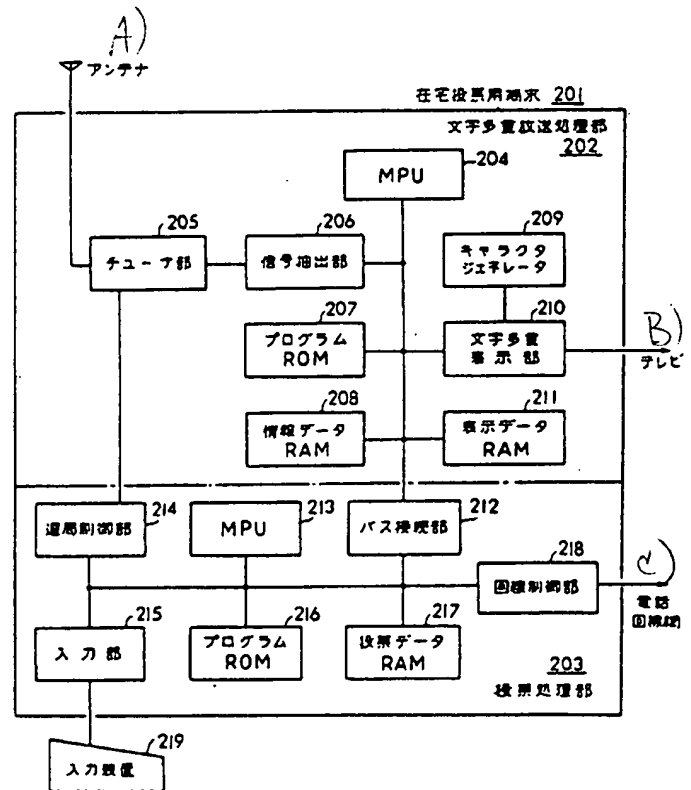 A)
アンテナ
在宅投票用端末 201
文字多重放送処理部
202
204
MPU
205
チューナ部
206
信号抽出部
209
キャラクタ
ジェネレータ
207
プログラム
ROM
210
文字多重
表示部
B)
テレビ
208
情報データ
RAM
211
表示データ
RAM
214
選局制御部
213
MPU
212
バス接続部
218
回線制御部
C)
電話
回線網
215
入力部
216
プログラム
ROM
217
投票データ
RAM
203
投票処理部
219
入力装置